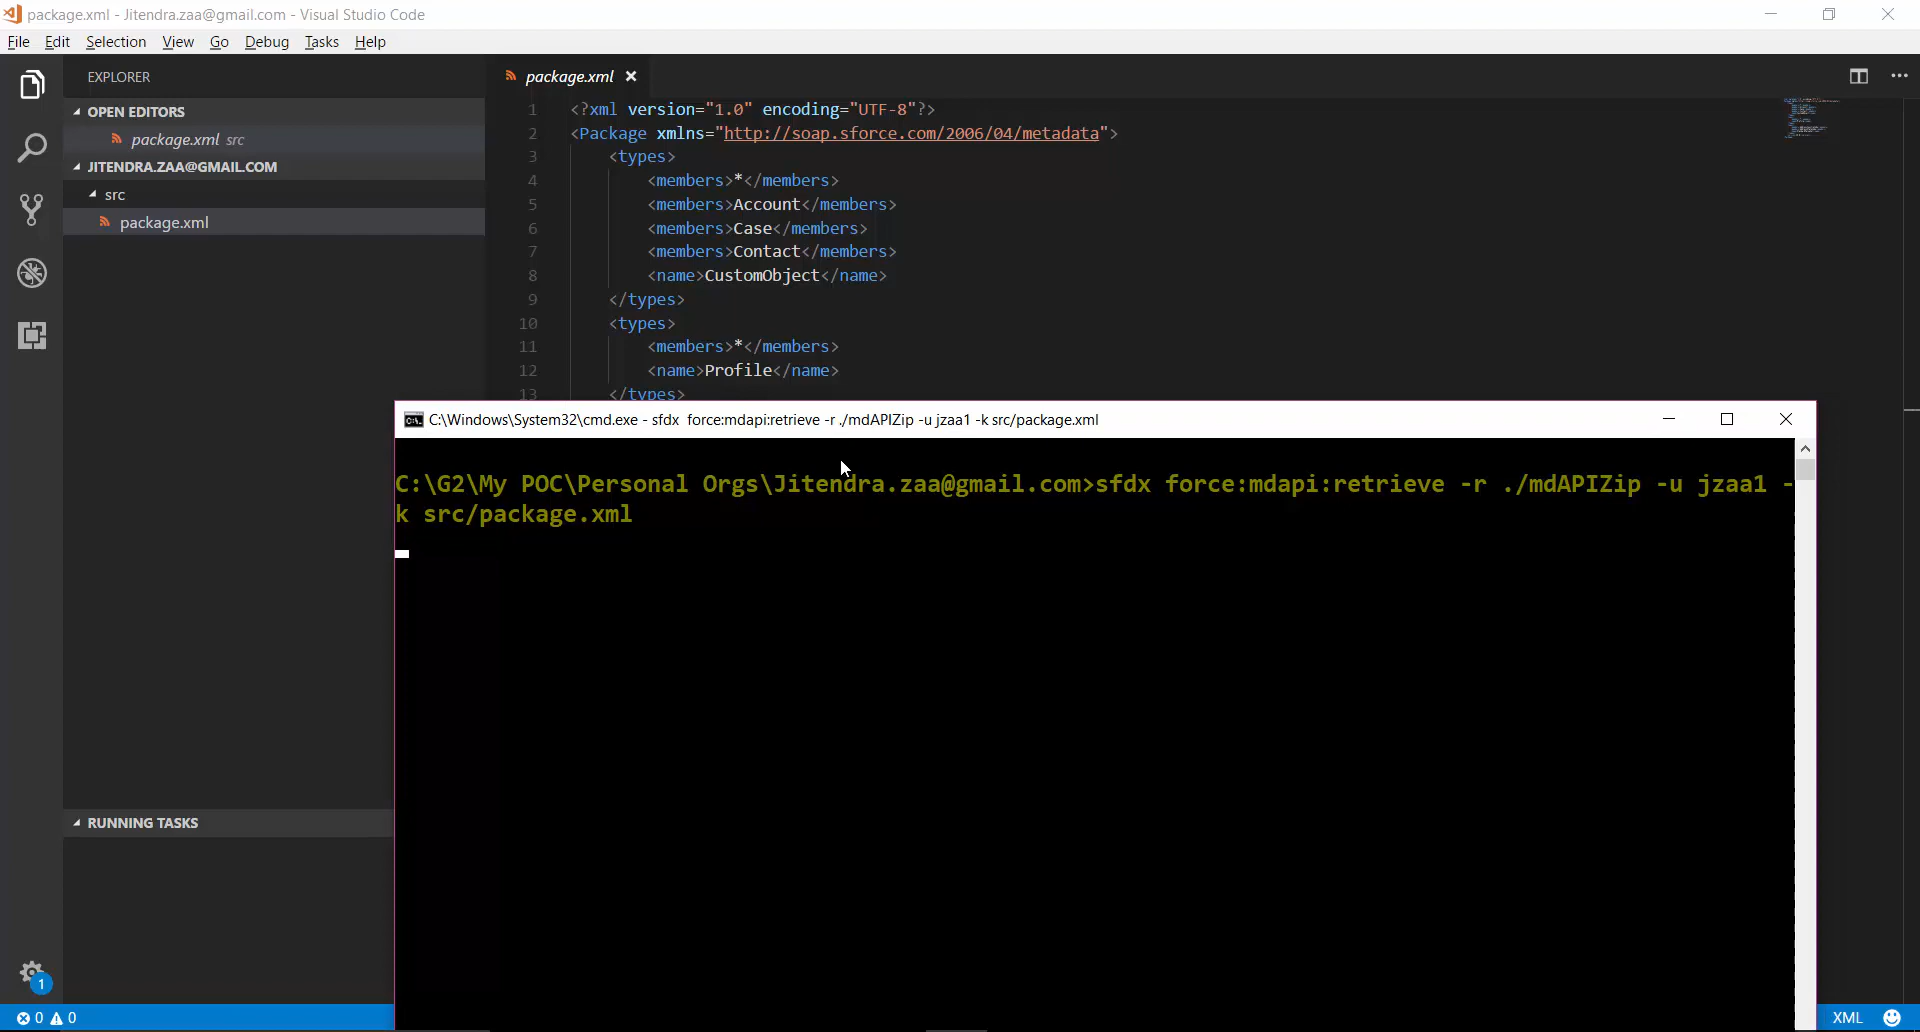 package.xml - Jitendra.zaa@gmail.com - Visual Studio Code
File Edit Selection View Go Debug Tasks Help
EXPLORER
OPEN EDITORS
package.xml src
JITENDRA.ZAA@GMAIL.COM
src
package.xml
RUNNING TASKS
package.xml
1 <?xml version="1.0" encoding="UTF-8"?>
2 <Package xmlns="http://soap.sforce.com/2006/04/metadata">
3 <types>
4 <members>*</members>
5 <members>Account</members>
6 <members>Case</members>
7 <members>Contact</members>
8 <name>CustomObject</name>
9 </types>
10 <types>
11 <members>*</members>
12 <name>Profile</name>
13 </types>
C:\Windows\System32\cmd.exe - sfdx force:mdapi:retrieve -r ./mdAPIZip -u jzaa1 -k src/package.xml
C:\G2\My POC\Personal Orgs\Jitendra.zaa@gmail.com>sfdx force:mdapi:retrieve -r ./mdAPIZip -u jzaa1 -
k src/package.xml
1
0 0
XML